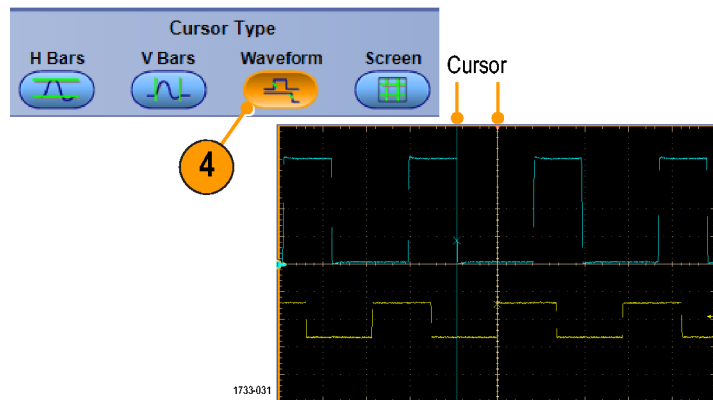 Cursor Type
H Bars V Bars Waveform Screen
Cursor
4
1733-031